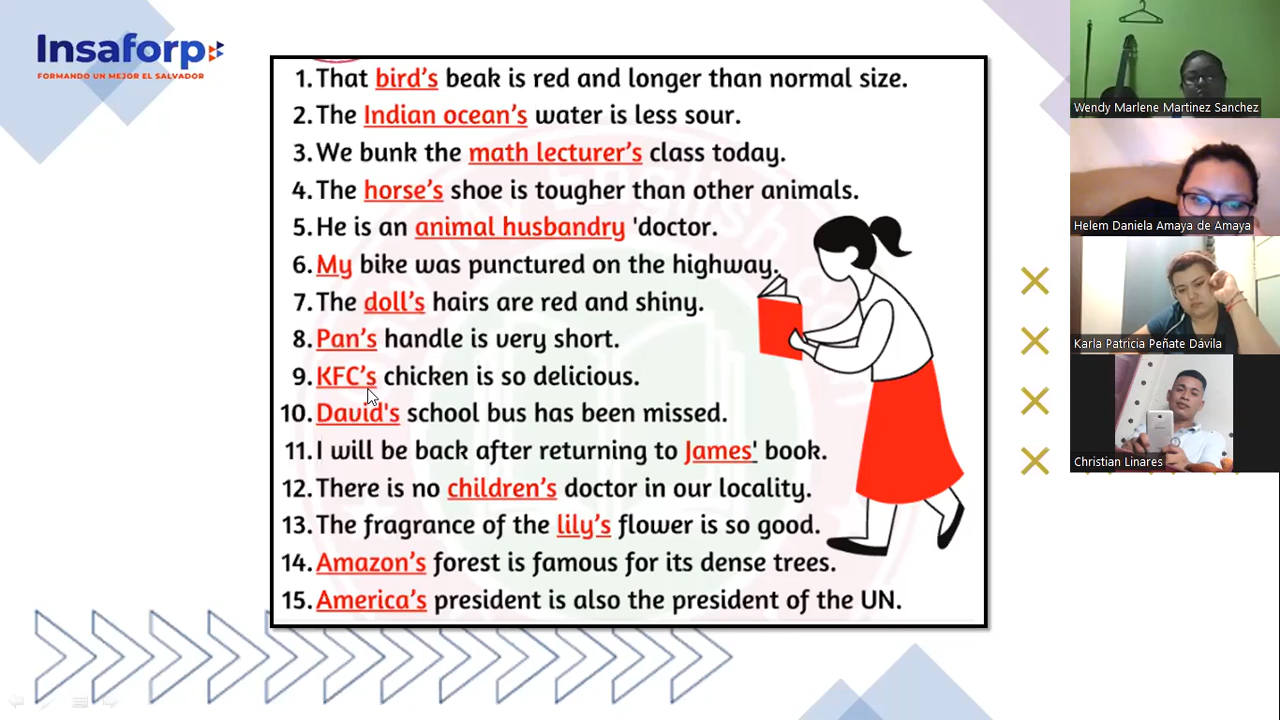 Insaforp
FORMANDO UN MEJOR EL SALVADOR
1. That bird's beak is red and longer than normal size.
2. The Indian ocean's water is less sour.
3. We bunk the math lecturer's class today.
4. The horse's shoe is tougher than other animals.
5. He is an animal husbandry 'doctor.
6. My bike was punctured on the highway.
7. The doll's hairs are red and shiny.
8. Pan's handle is very short.
9. KFC's chicken is so delicious.
10. David's school bus has been missed.
11. I will be back after returning to James' book.
12. There is no children's doctor in our locality.
13. The fragrance of the lily's flower is so good.
14. Amazon's forest is famous for its dense trees.
15. America's president is also the president of the UN.
Wendy Marlene Martinez Sanchez
Helem Daniela Amaya de Amaya
Karla Patricia Peñate Dávila
Christian Linares